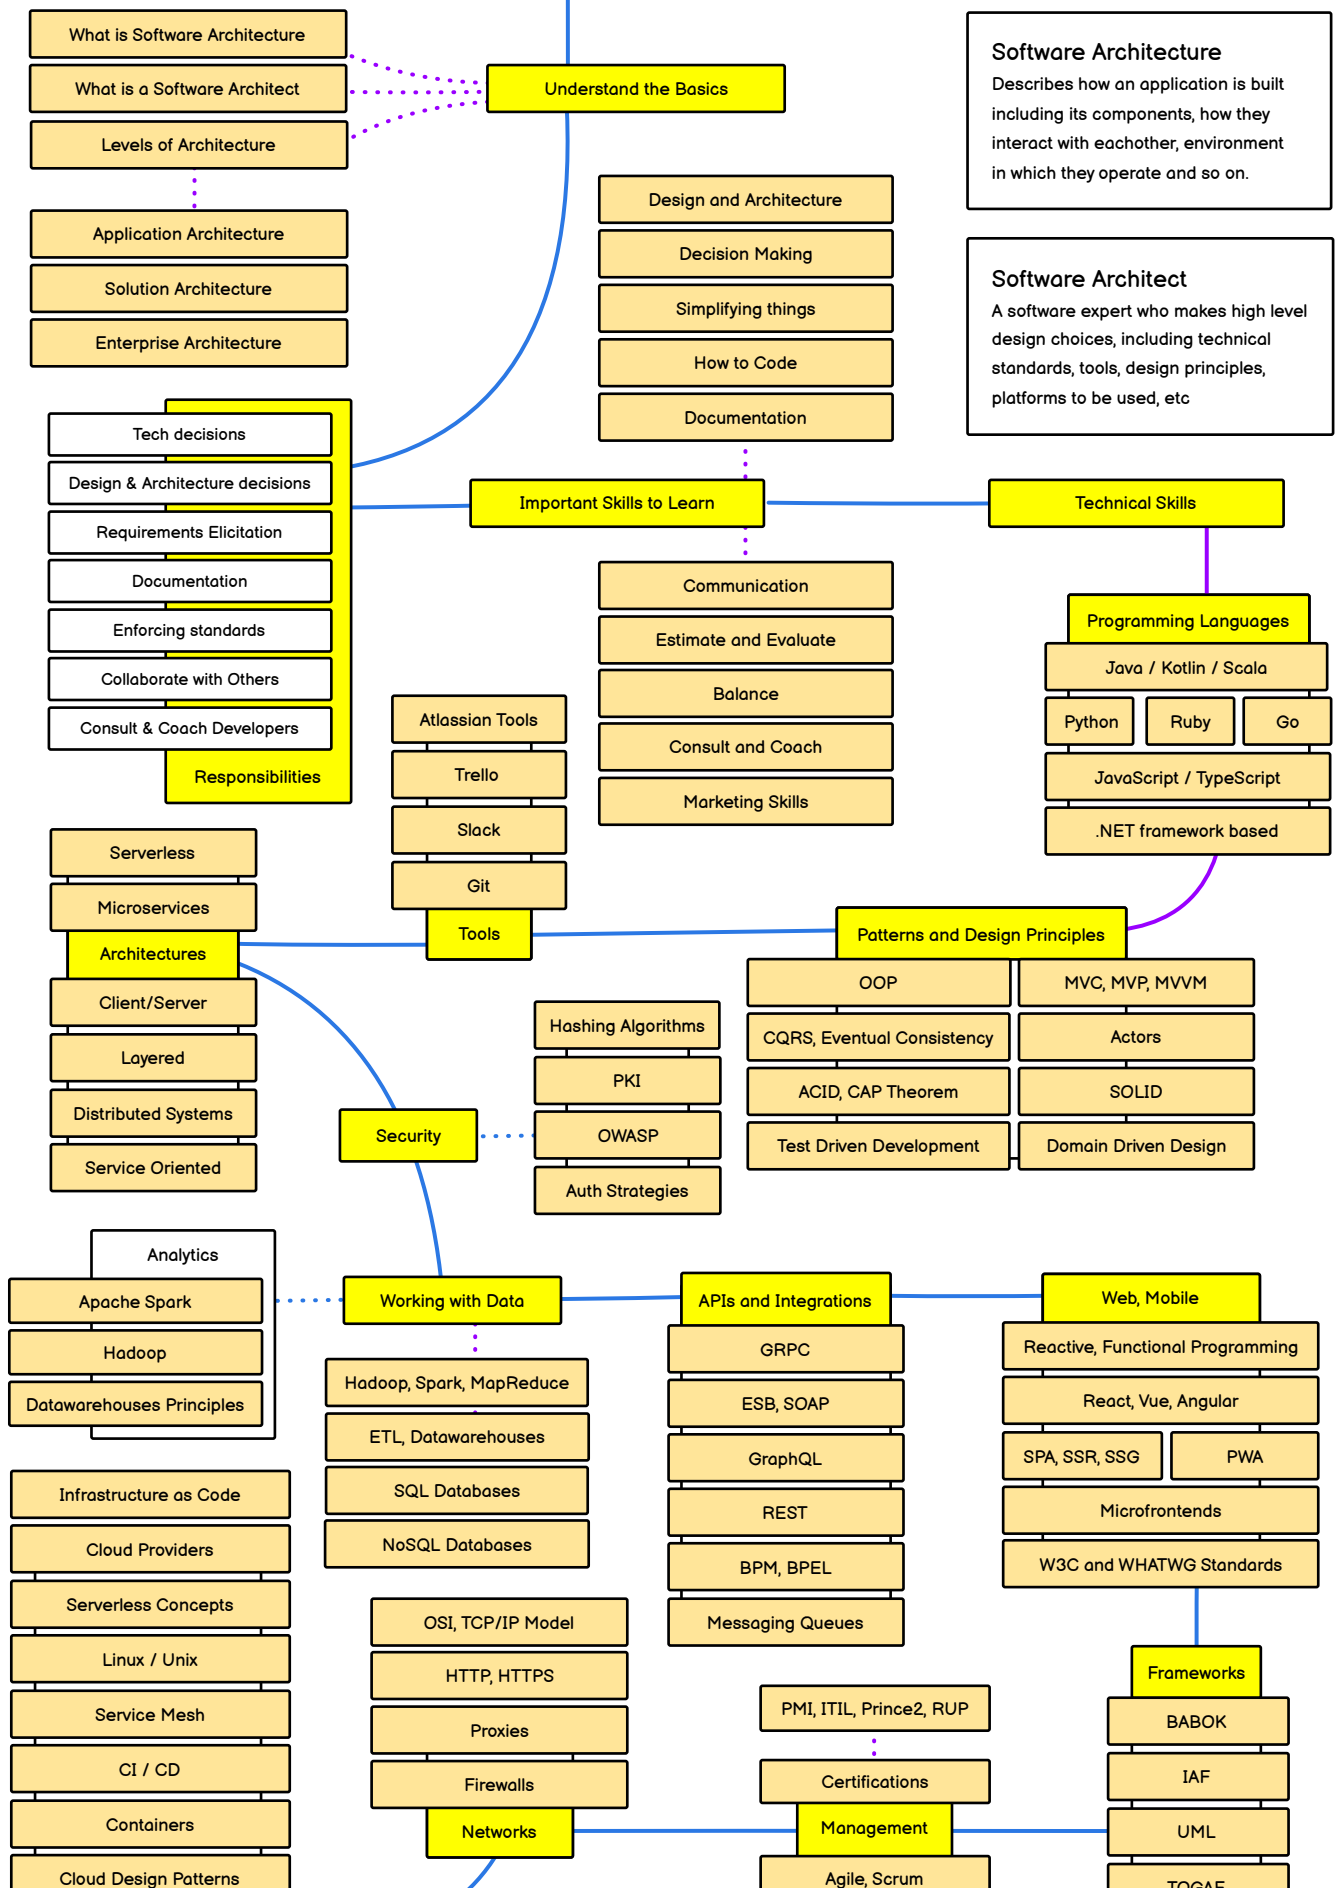 What is Software Architecture
What is a Software Architect
Levels of Architecture
Application Architecture
Solution Architecture
Enterprise Architecture
Understand the Basics
Software Architecture
Describes how an application is built
including its components, how they
interact with eachother, environment
in which they operate and so on.
Software Architect
A software expert who makes high level
design choices, including technical
standards, tools, design principles,
platforms to be used, etc
Design and Architecture
Decision Making
Simplifying things
How to Code
Documentation
Tech decisions
Design & Architecture decisions
Requirements Elicitation
Documentation
Enforcing standards
Collaborate with Others
Consult & Coach Developers
Responsibilities
Important Skills to Learn
Technical Skills
Communication
Estimate and Evaluate
Balance
Consult and Coach
Marketing Skills
Programming Languages
Java / Kotlin / Scala
Python
Ruby
Go
JavaScript / TypeScript
.NET framework based
Atlassian Tools
Trello
Slack
Git
Tools
Serverless
Microservices
Architectures
Client/Server
Layered
Distributed Systems
Service Oriented
Patterns and Design Principles
OOP
MVC, MVP, MVVM
CQRS, Eventual Consistency
Actors
ACID, CAP Theorem
SOLID
Test Driven Development
Domain Driven Design
Hashing Algorithms
PKI
OWASP
Auth Strategies
Security
Analytics
Apache Spark
Hadoop
Datawarehouses Principles
Working with Data
Hadoop, Spark, MapReduce
ETL, Datawarehouses
SQL Databases
NoSQL Databases
APIs and Integrations
GRPC
ESB, SOAP
GraphQL
REST
BPM, BPEL
Messaging Queues
Web, Mobile
Reactive, Functional Programming
React, Vue, Angular
SPA, SSR, SSG
PWA
Microfrontends
W3C and WHATWG Standards
Infrastructure as Code
Cloud Providers
Serverless Concepts
Linux / Unix
Service Mesh
CI / CD
Containers
Cloud Design Patterns
OSI, TCP/IP Model
HTTP, HTTPS
Proxies
Firewalls
Networks
PMI, ITIL, Prince2, RUP
Certifications
Management
Agile, Scrum
Frameworks
BABOK
IAF
UML
TOGAF